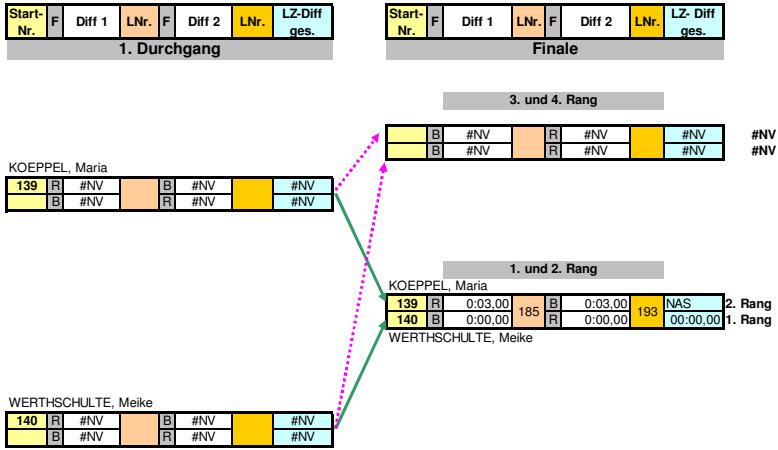 Start-Nr. F Diff 1 LNr. F Diff 2 LNr. LZ-Diff ges.
1. Durchgang
Start-Nr. F Diff 1 LNr. F Diff 2 LNr. LZ- Diff ges.
Finale
3. und 4. Rang
B #NV R #NV #NV #NV
B #NV R #NV #NV #NV
KOEPPEL, Maria
139 R #NV B #NV #NV
B #NV R #NV #NV
1. und 2. Rang
KOEPPEL, Maria
139 R 0:03,00 185 B 0:03,00 193 NAS 2. Rang
140 B 0:00,00 R 0:00,00 00:00,00 1. Rang
WERTHSCHULTE, Meike
WERTHSCHULTE, Meike
140 R #NV B #NV #NV
B #NV R #NV #NV